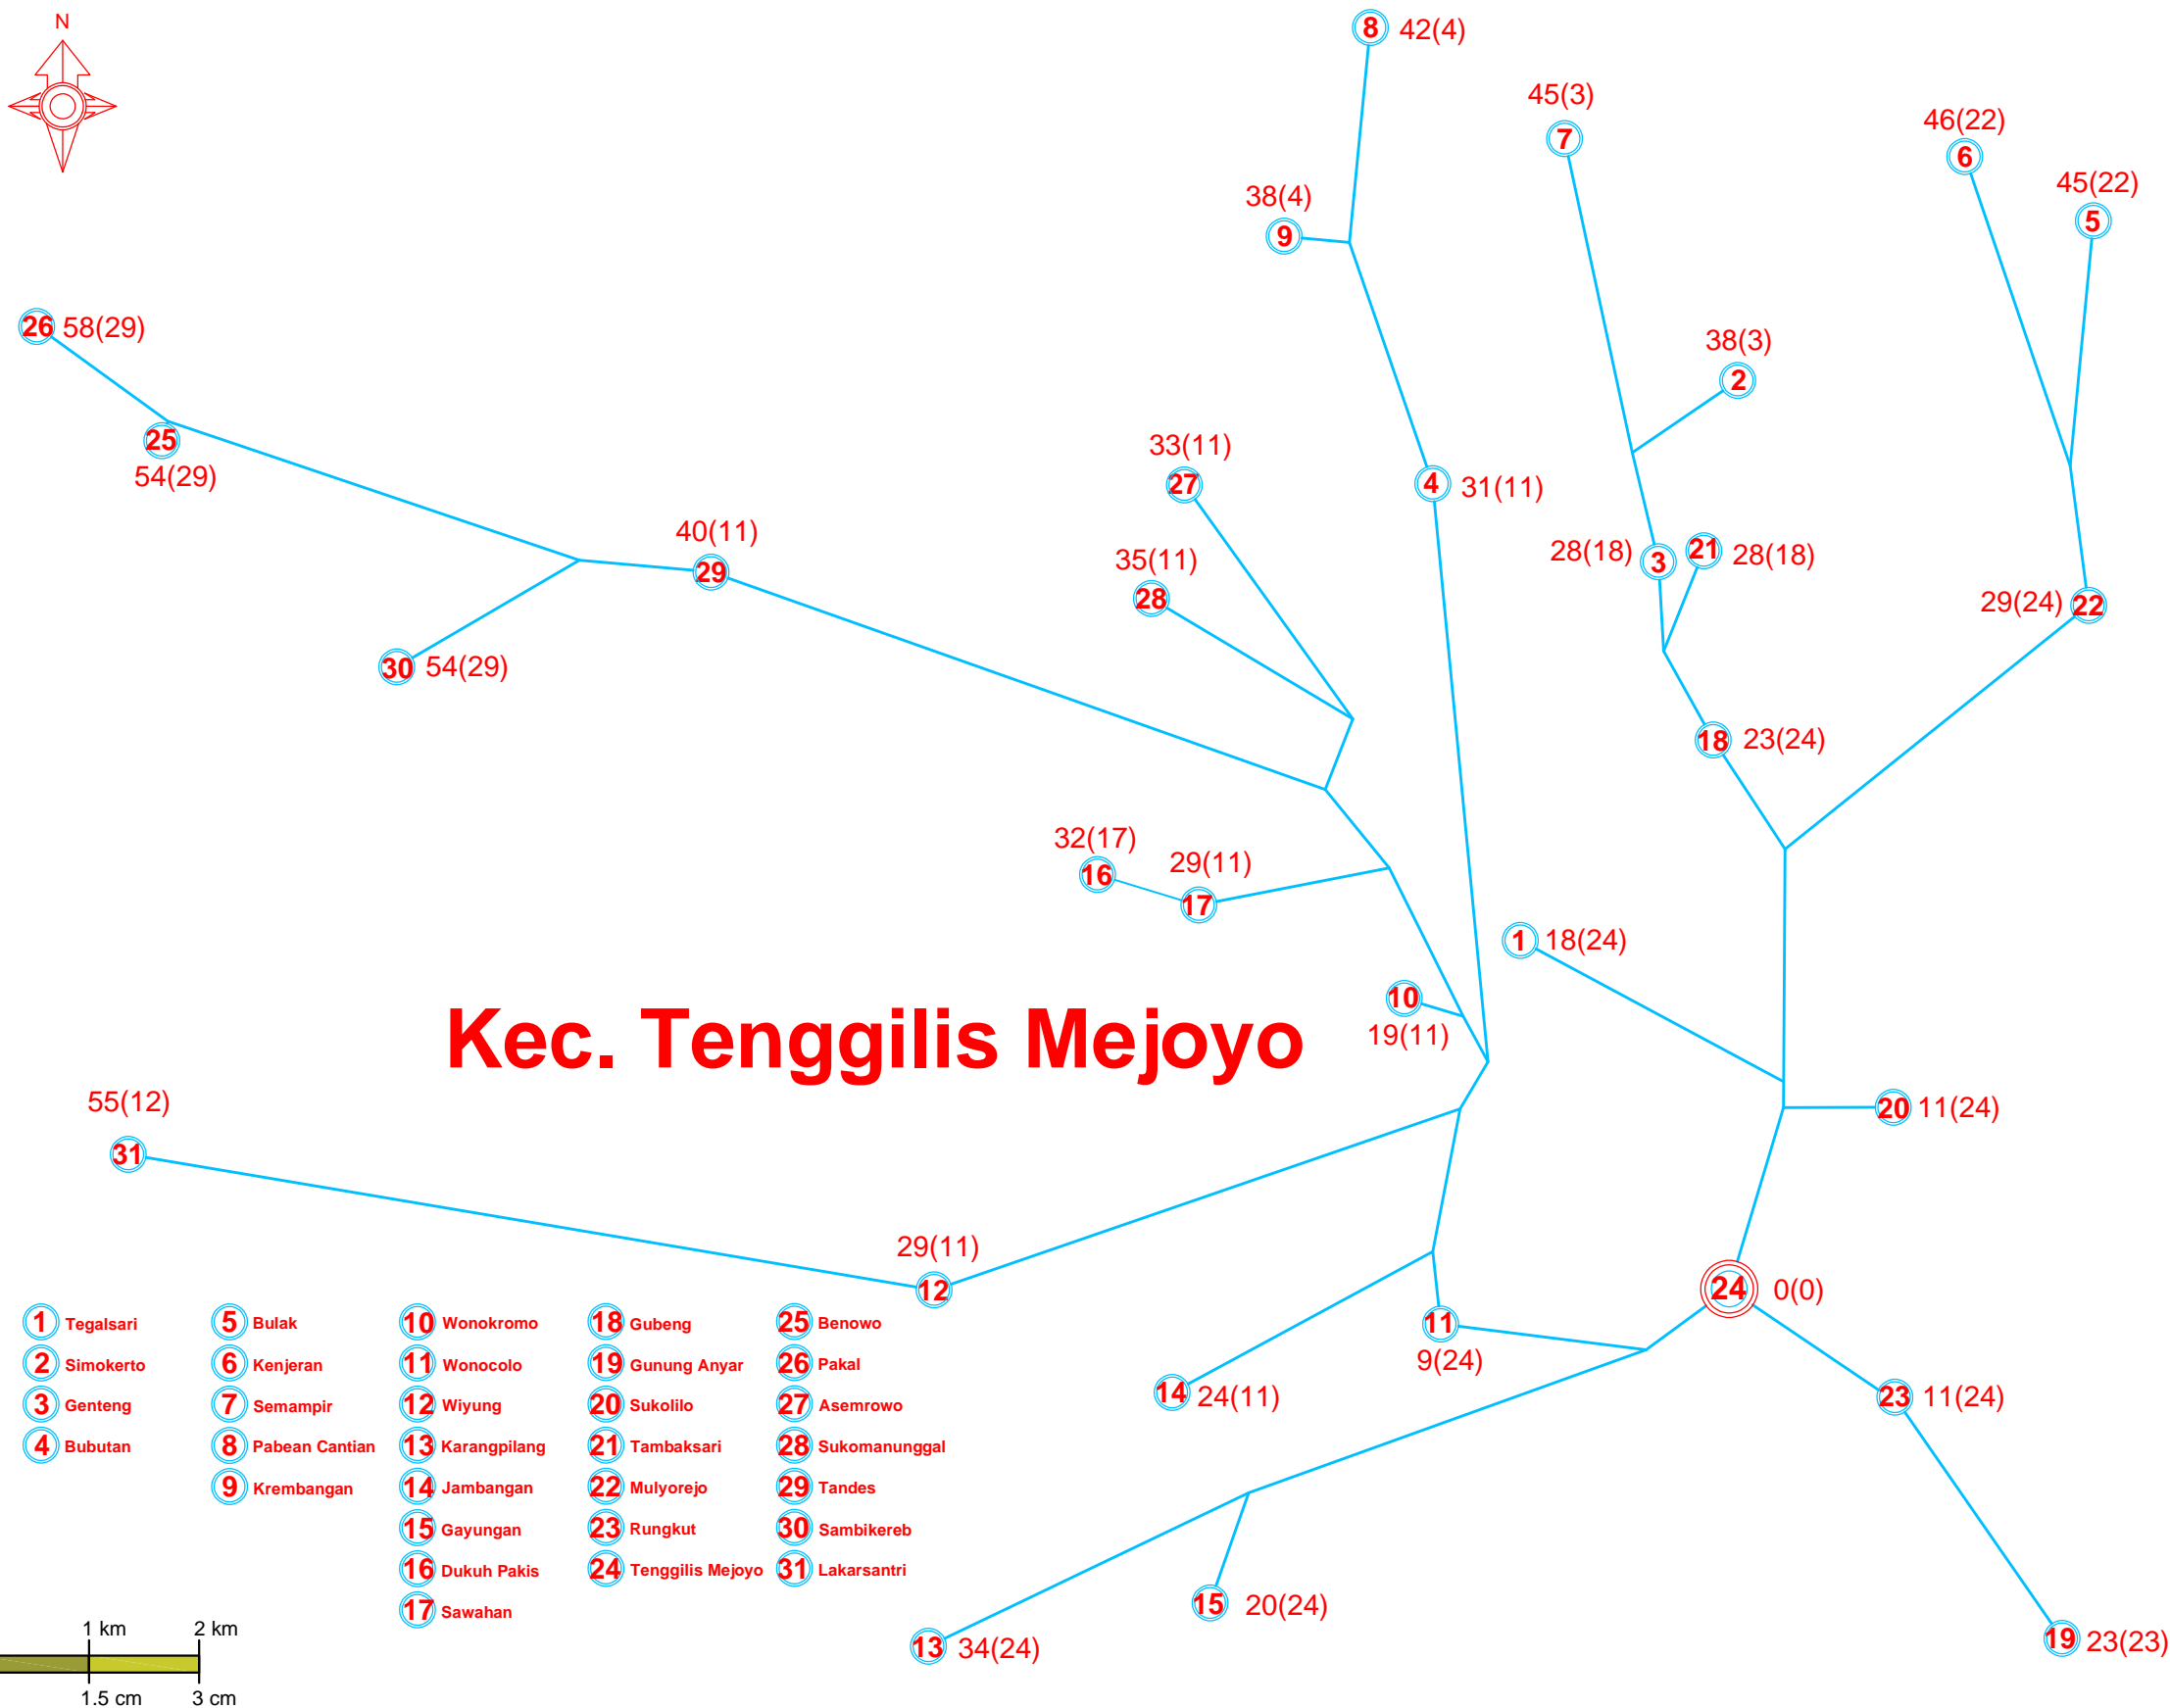 N
8 42(4)
45(3)
7
46(22)
6
45(22)
5
38(4)
9
26 58(29)
38(3)
2
25
54(29)
33(11)
27
4 31(11)
40(11)
29
35(11)
28
28(18) 3 21 28(18)
29(24) 22
30 54(29)
18 23(24)
32(17)
16
29(11)
17
1 18(24)
10
19(11)
Kec. Tenggilis Mejoyo
55(12)
31
20 11(24)
29(11)
12
24 0(0)
11
9(24)
14 24(11)
23 11(24)
15 20(24)
13 34(24)
19 23(23)
1 Tegalsari
2 Simokerto
3 Genteng
4 Bubutan
5 Bulak
6 Kenjeran
7 Semampir
8 Pabean Cantian
9 Krembangan
10 Wonokromo
11 Wonocolo
12 Wiyung
13 Karangpilang
14 Jambangan
15 Gayungan
16 Dukuh Pakis
17 Sawahan
18 Gubeng
19 Gunung Anyar
20 Sukolilo
21 Tambaksari
22 Mulyorejo
23 Rungkut
24 Tenggilis Mejoyo
25 Benowo
26 Pakal
27 Asemrowo
28 Sukomanunggal
29 Tandes
30 Sambikereb
31 Lakarsantri
1 km 2 km
1.5 cm 3 cm